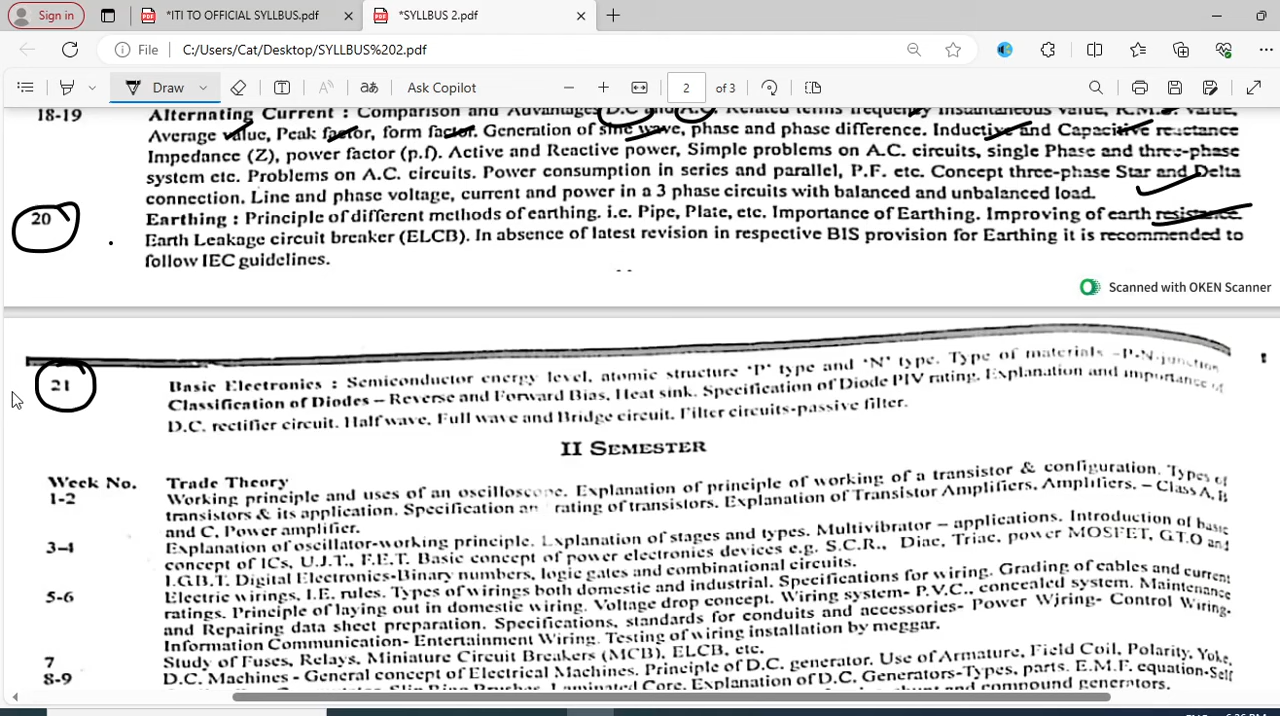 Sign in
*ITI TO OFFICIAL SYLLBUS.pdf
*SYLLBUS 2.pdf
File
C:/Users/Cat/Desktop/SYLLBUS%202.pdf
Draw
Ask Copilot
2 of 3
18-19 Alternating Current : Comparison and Advantages D.C and A.C. Related terms frequency Instantaneous value, R.M.S. value,
Average value, Peak factor, form factor. Generation of sine wave, phase and phase difference. Inductive and Capacitive reactance
Impedance (Z), power factor (p.f). Active and Reactive power, Simple problems on A.C. circuits, single Phase and three-phase
system etc. Problems on A.C. circuits. Power consumption in series and parallel, P.F. etc. Concept three-phase Star and Delta
connection. Line and phase voltage, current and power in a 3 phase circuits with balanced and unbalanced load.
20 Earthing : Principle of different methods of earthing. i.e. Pipe, Plate, etc. Importance of Earthing. Improving of earth resistance.
Earth Leakage circuit breaker (ELCB). In absence of latest revision in respective BIS provision for Earthing it is recommended to
follow IEC guidelines.
Scanned with OKEN Scanner
21 Basic Electronics : Semiconductor energy level, atomic structure 'P' type and 'N' type. Type of materials –P-N-junction
Classification of Diodes – Reverse and Forward Bias, Heat sink. Specification of Diode PIV rating. Explanation and importance of
D.C. rectifier circuit. Half wave, Full wave and Bridge circuit. Filter circuits-passive filter.
II SEMESTER
Week No. Trade Theory
1-2 Working principle and uses of an oscilloscope. Explanation of principle of working of a transistor & configuration. Types of
transistors & its application. Specification an rating of transistors. Explanation of Transistor Amplifiers, Amplifiers, – Class A, B
and C, Power amplifier.
3-4 Explanation of oscillator-working principle. Explanation of stages and types. Multivibrator – applications. Introduction of basic
concept of ICs, U.J.T., F.E.T. Basic concept of power electronics devices e.g. S.C.R., Diac, Triac, power MOSFET, G.T.O and
I.G.B.T. Digital Electronics-Binary numbers, logic gates and combinational circuits.
5-6 Electric wirings, I.E. rules. Types of wirings both domestic and industrial. Specifications for wiring. Grading of cables and current
ratings. Principle of laying out in domestic wiring. Voltage drop concept. Wiring system- P.V.C., concealed system. Maintenance
and Repairing data sheet preparation. Specifications, standards for conduits and accessories- Power Wiring- Control Wiring-
Information Communication- Entertainment Wiring. Testing of wiring installation by meggar.
7 Study of Fuses, Relays, Miniature Circuit Breakers (MCB), ELCB, etc.
8-9 D.C. Machines - General concept of Electrical Machines. Principle of D.C. generator. Use of Armature, Field Coil, Polarity, Yoke,
Slip Ring Brushes, Laminated Core. Explanation of D.C. Generators-Types, parts. E.M.F. equation-Self
and compound generators.